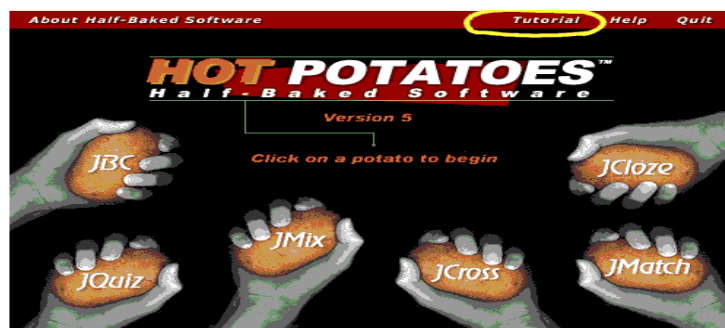 About Half-Baked Software Tutorial Help Quit
HOT POTATOES™
Half-Baked Software
Version 5
Click on a potato to begin
JBC
JCloze
JMix
JQuiz
JCross
JMatch